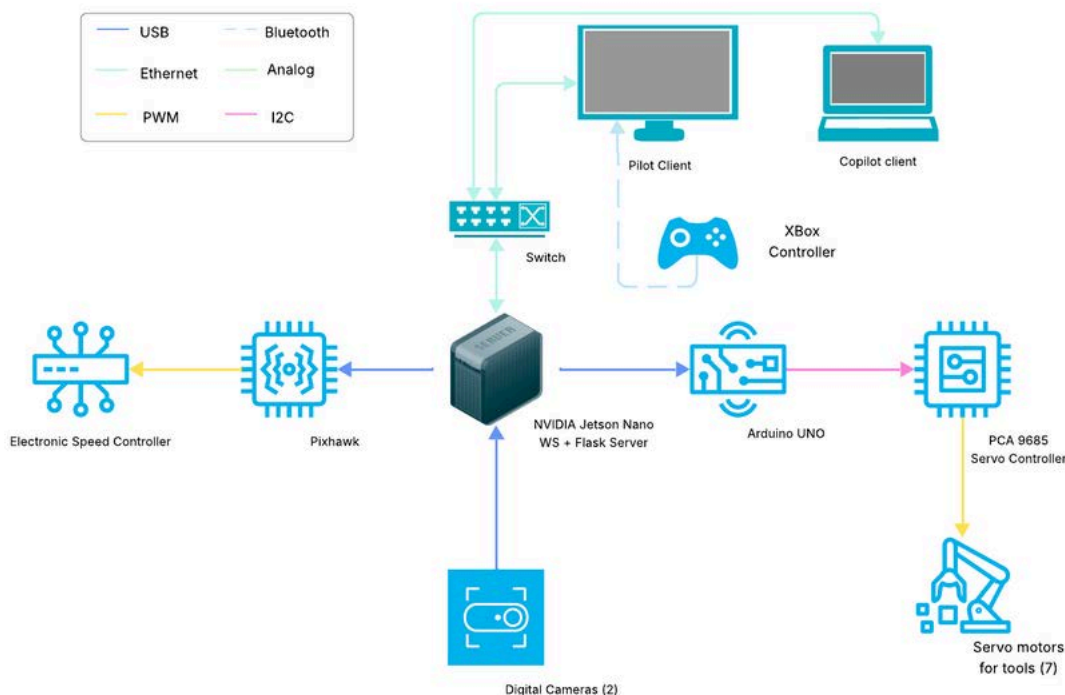 USB
Bluetooth
Ethernet
Analog
PWM
I2C
Pilot Client
Copilot client
Switch
XBox
Controller
SERVER
Electronic Speed Controller
Pixhawk
NVIDIA Jetson Nano
WS + Flask Server
Arduino UNO
PCA 9685
Servo Controller
Digital Cameras (2)
Servo motors
for tools (7)